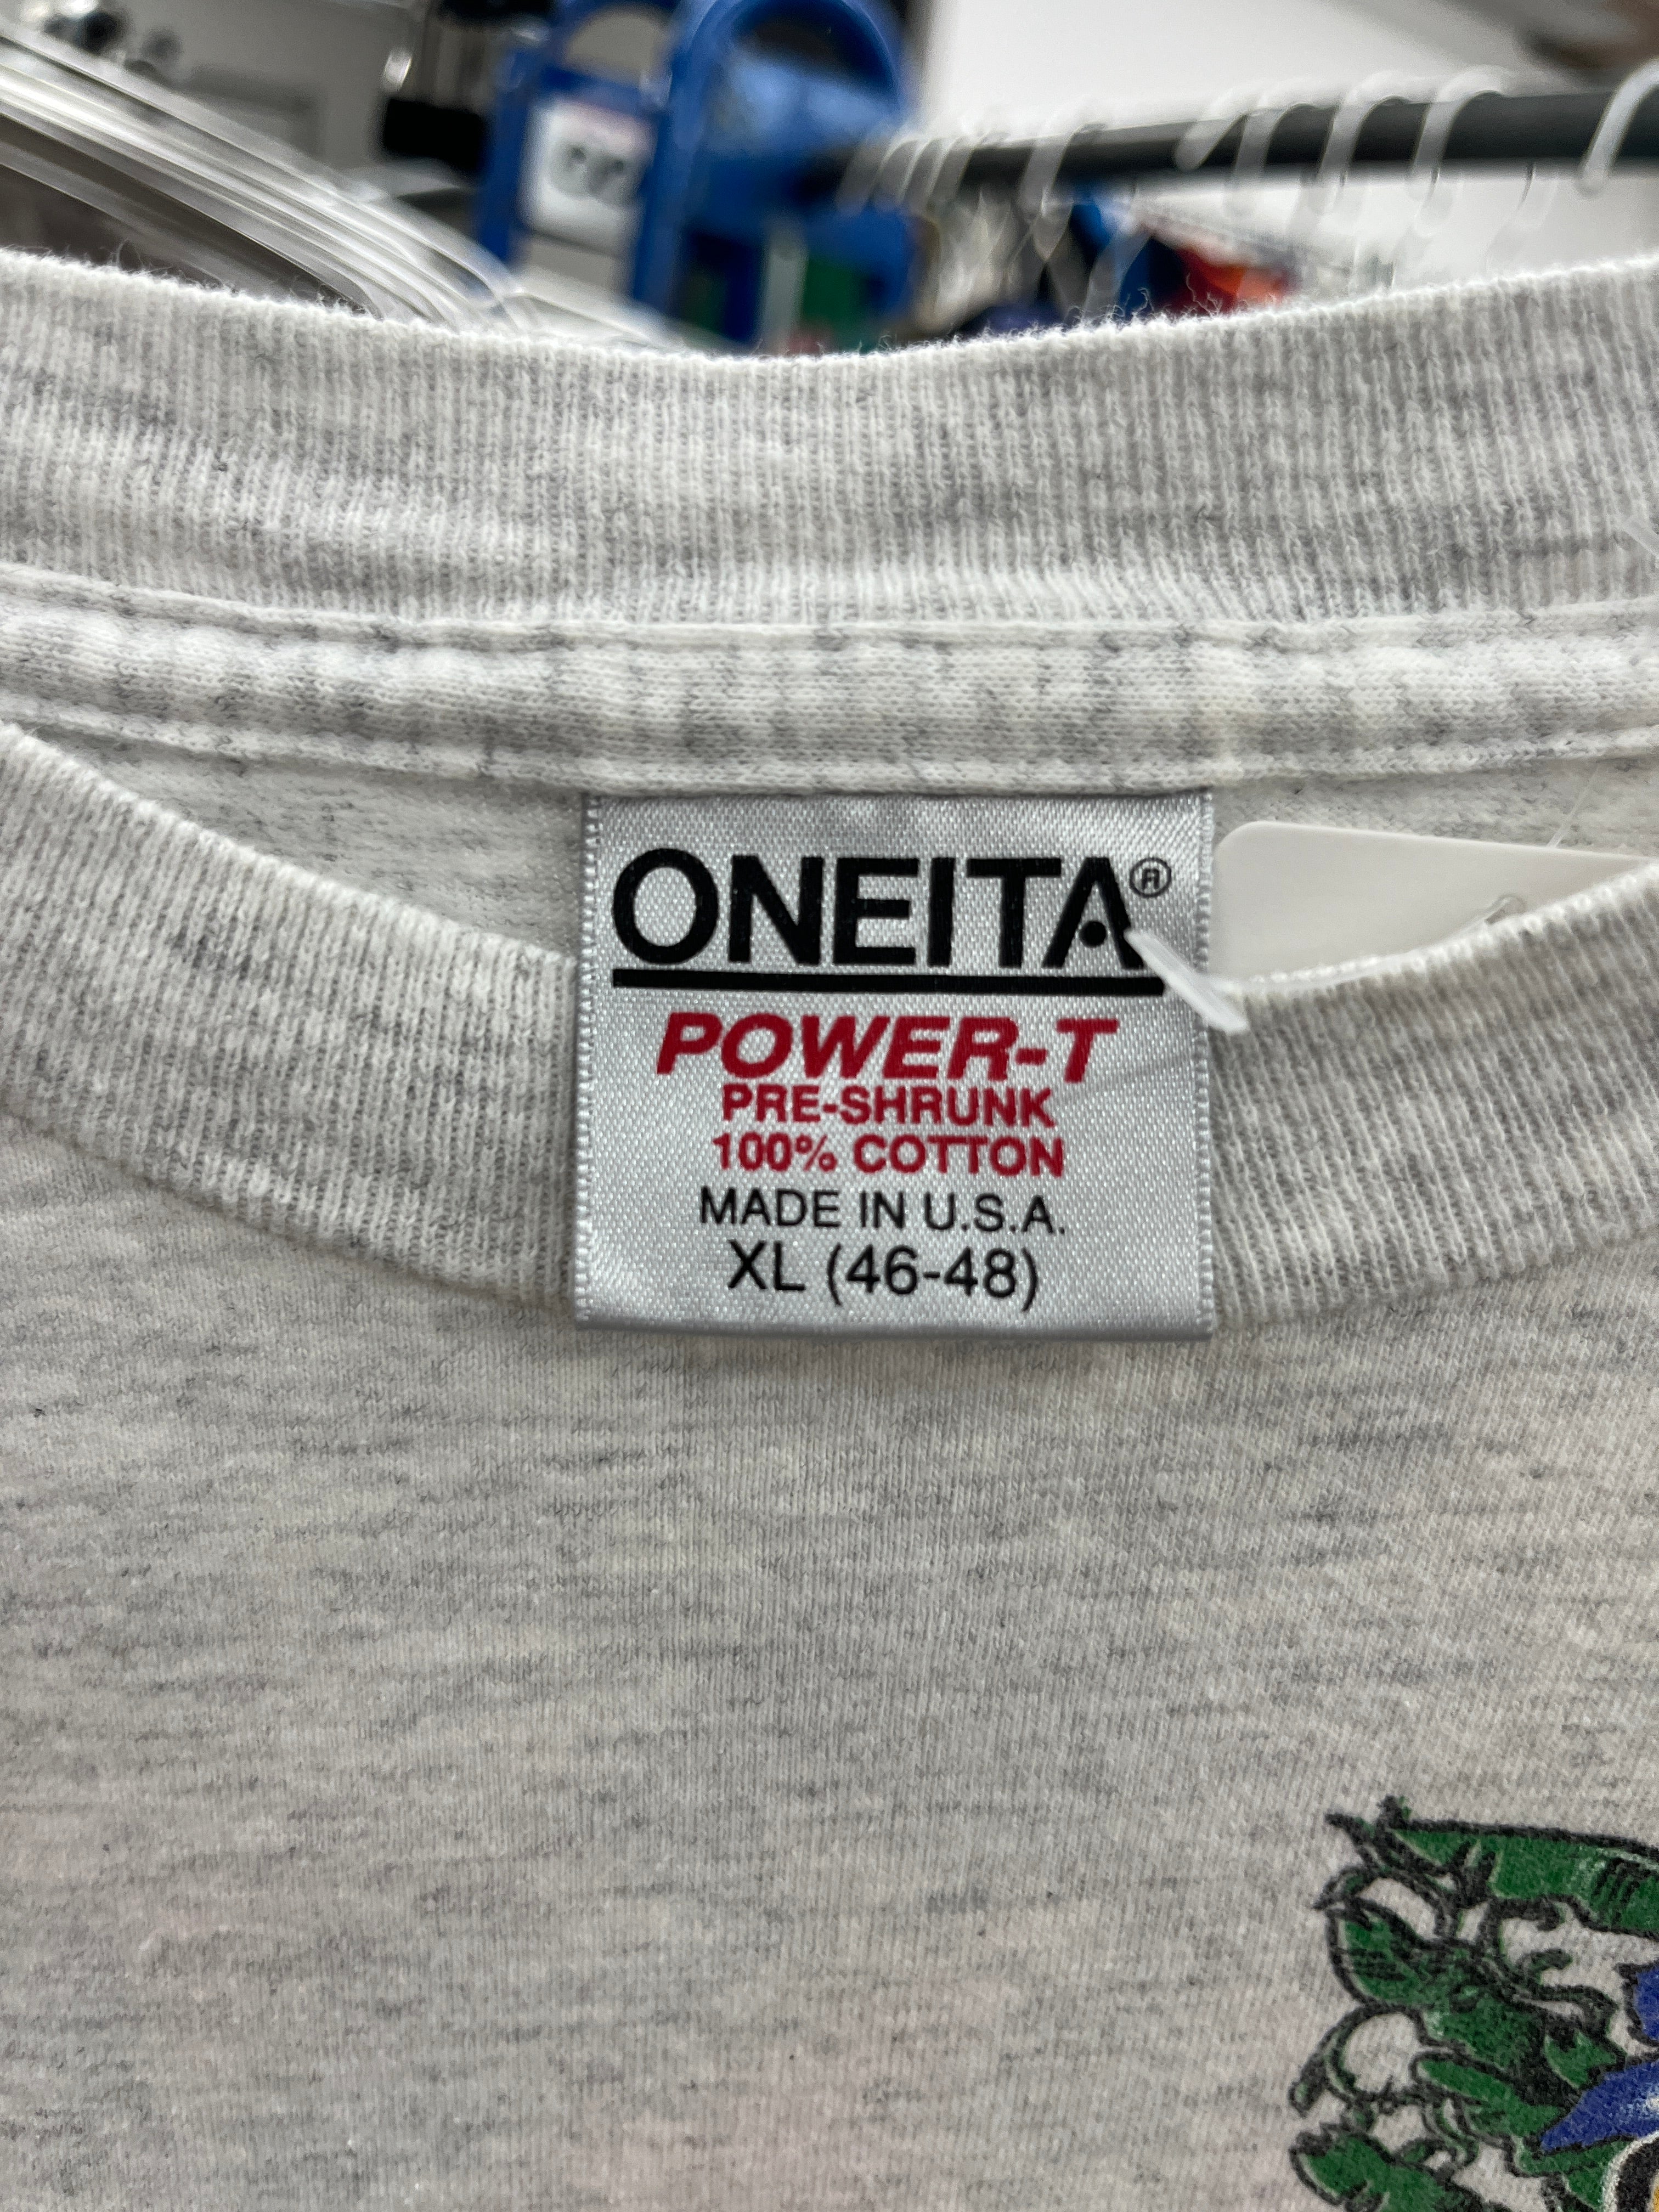 ONEITA®
POWER-T
PRE-SHRUNK
100% COTTON
MADE IN U.S.A.
XL (46-48)